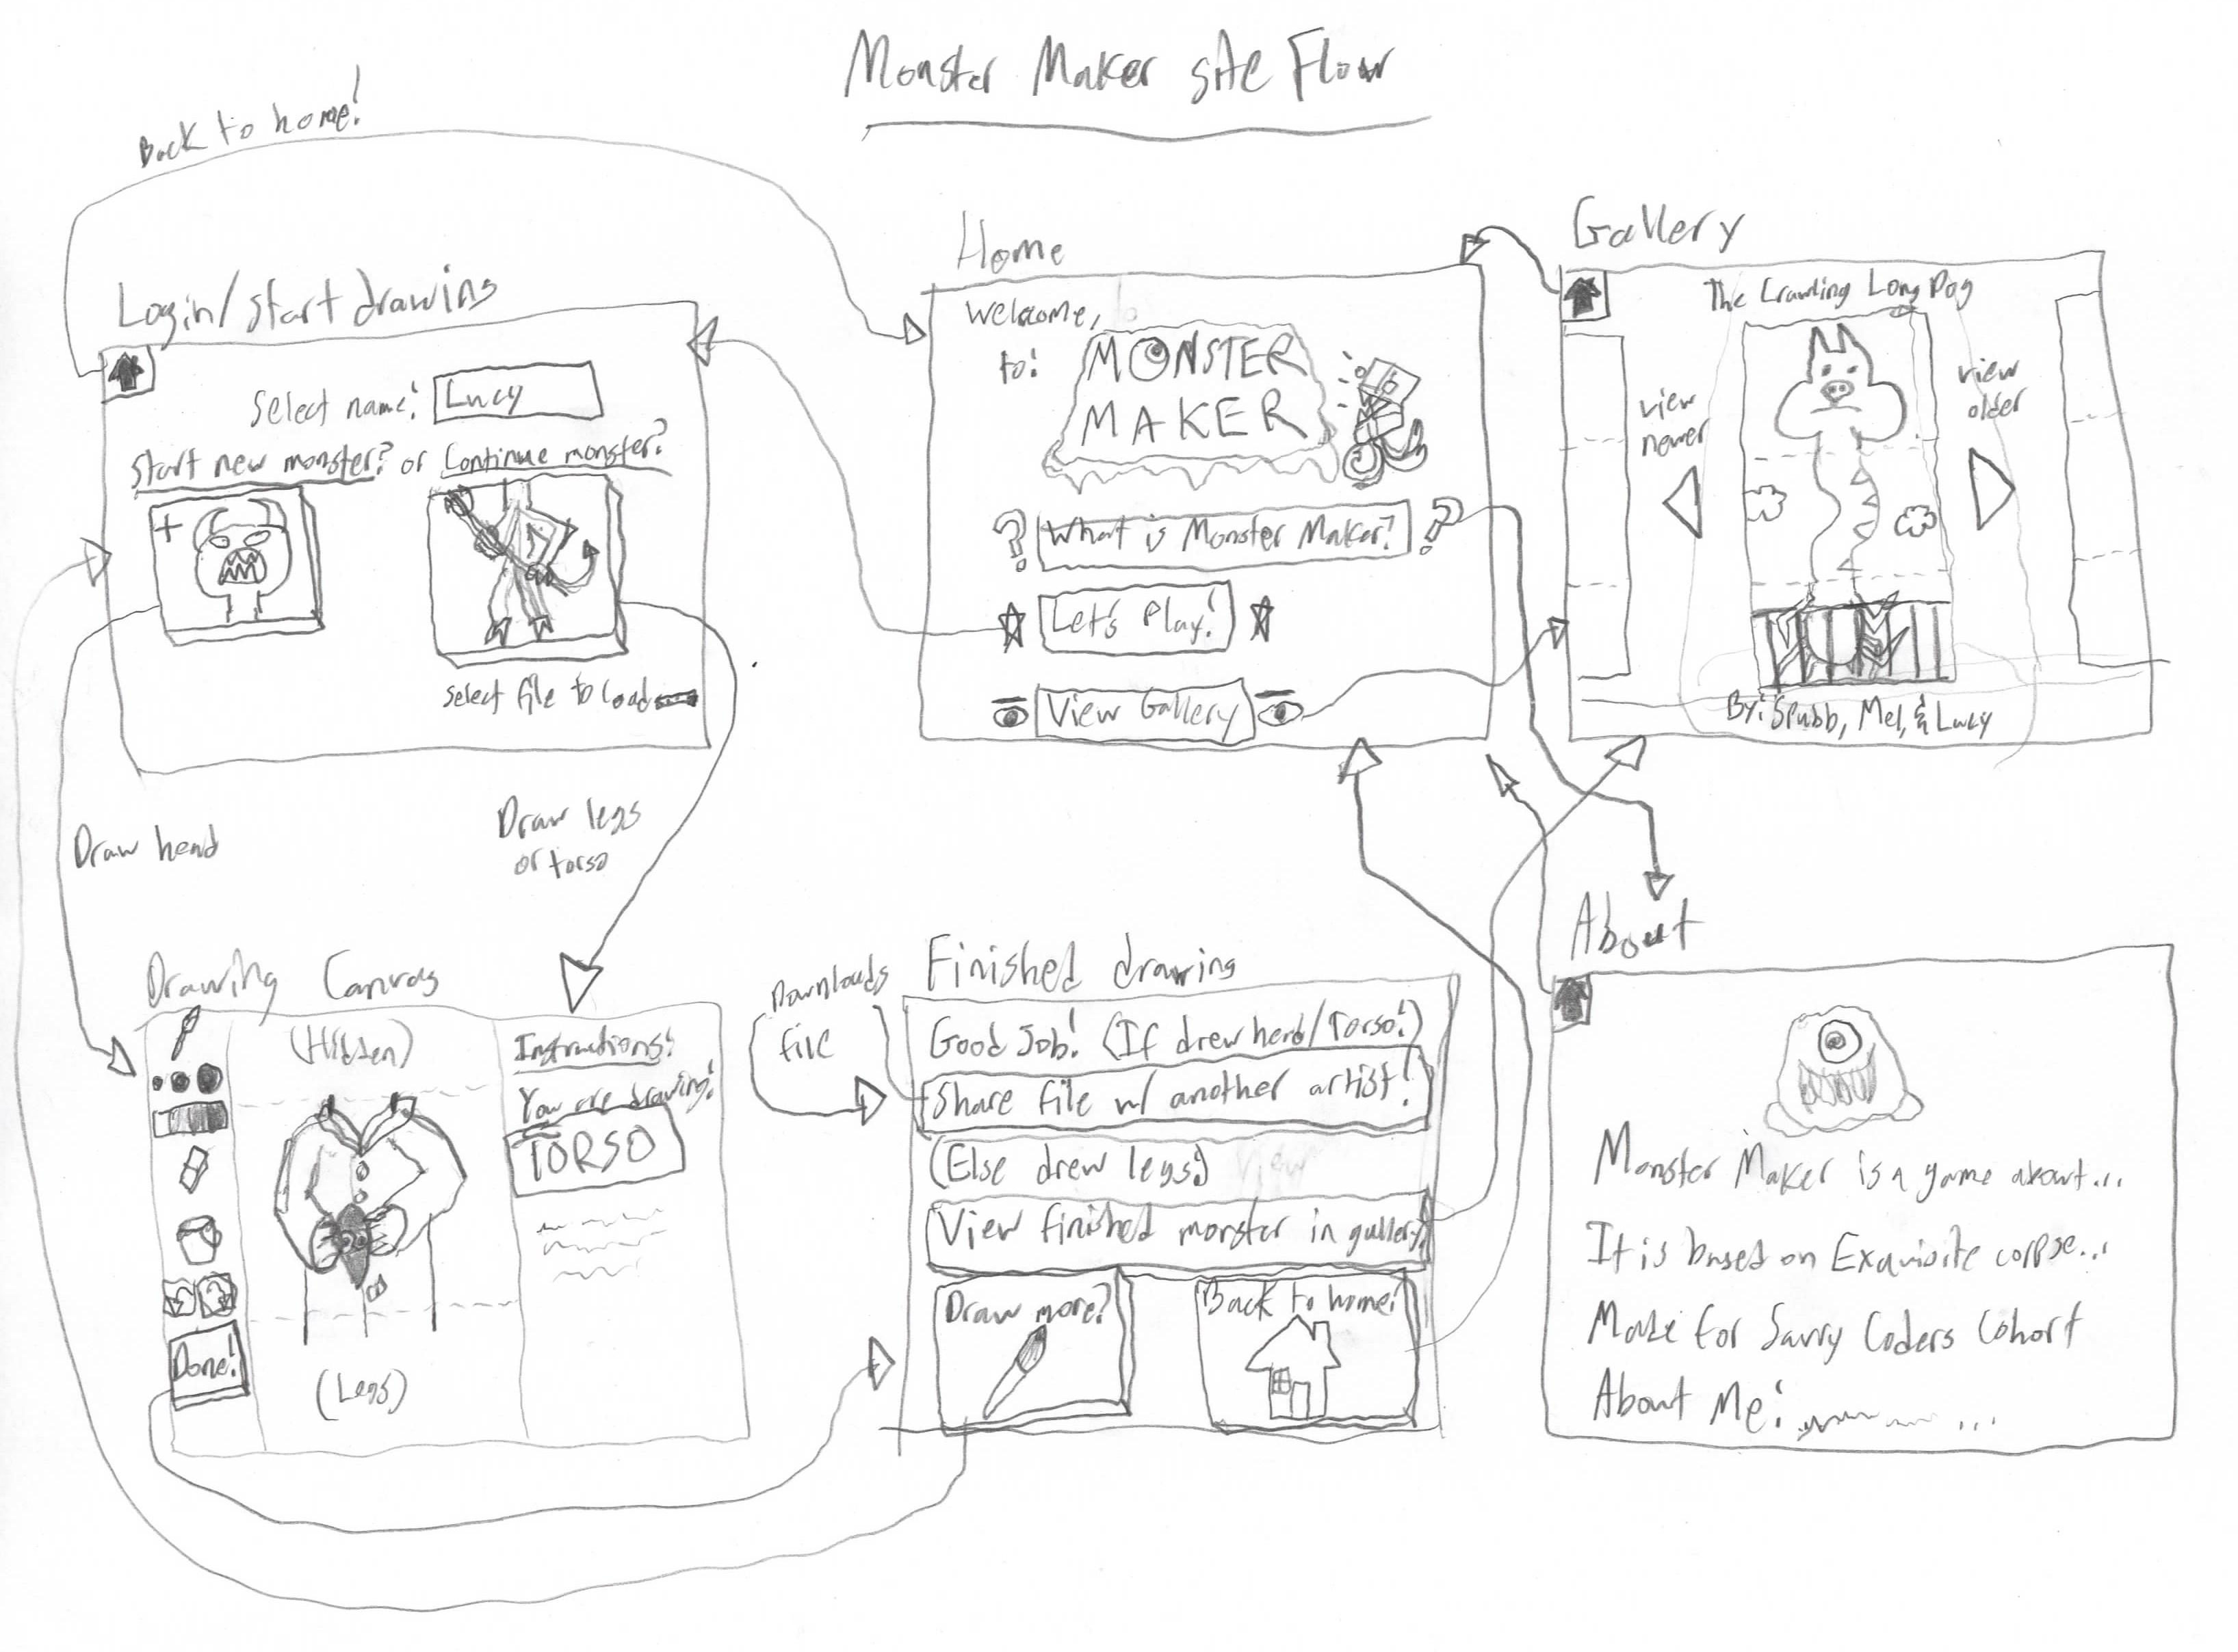 Monster Maker site Flow
Back to home!
Login/start drawing
Select name: Lucy
Start new monster? or Continue monster?
+
select file to load
Draw head
Draw legs
or torso
Home
Welcome,
to:
MONSTER
MAKER
? What is Monster Maker? ?
Let's Play!
View Gallery
Gallery
The Crawling Long Dog
view
newer
view
older
By: Spubb, Mel, & Lucy
Drawing Canvas
(Hidden)
(Legs)
Done!
Instructions:
You are drawing:
TORSO
Downloads
file
Finished drawing
Good Job! (If drew head/Torso!)
Share file w/ another artist!
(Else drew legs!)
View finished monster in gallery!
Draw more?
Back to home?
About
Monster Maker is a game about...
It is based on Exquisite corpse...
Made for Savvy Coders Cohort
About Me: ...